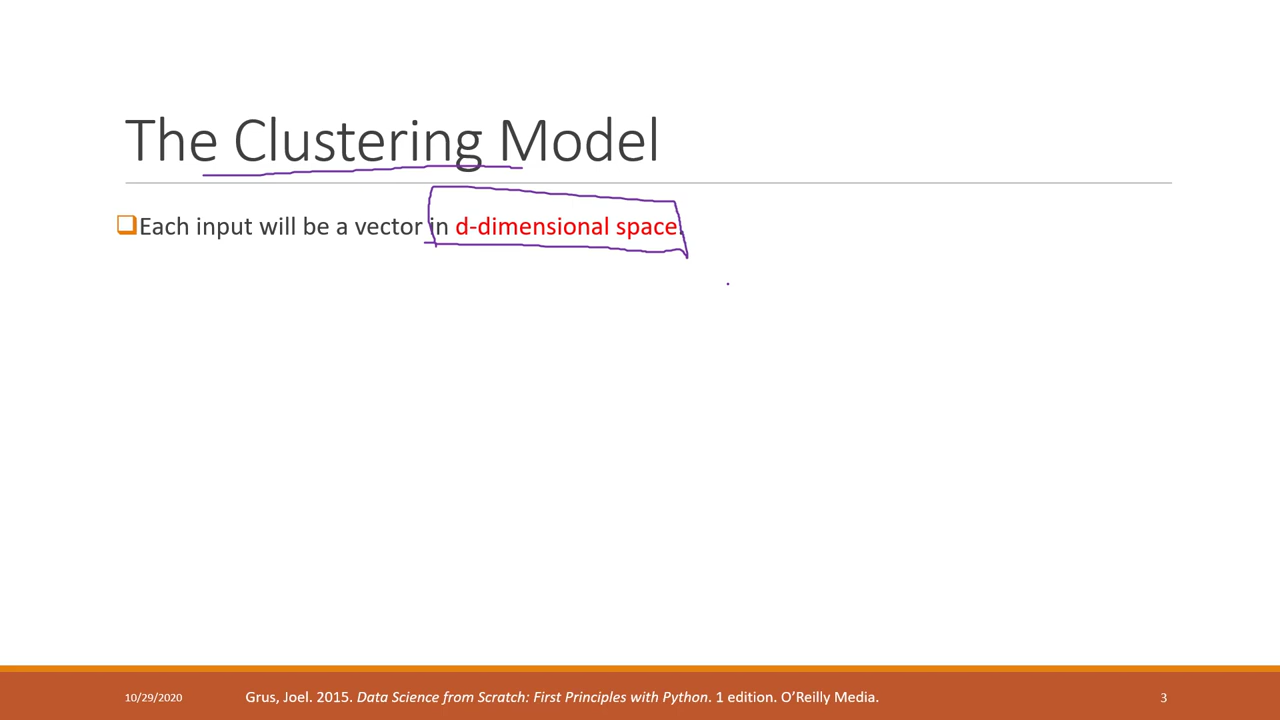 The Clustering Model
Each input will be a vector in d-dimensional space.
10/29/2020
Grus, Joel. 2015. Data Science from Scratch: First Principles with Python. 1 edition. O’Reilly Media.
3